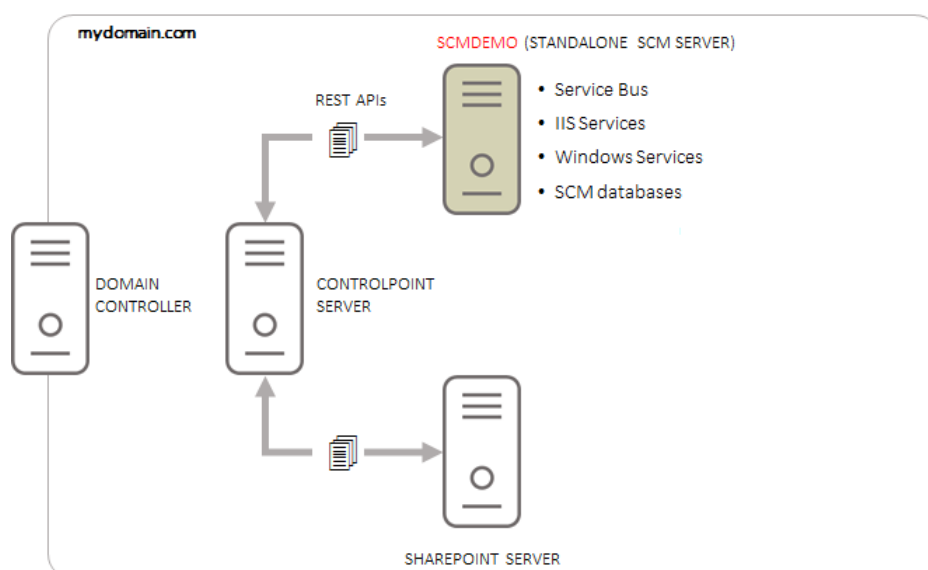 mydomain.com
SCMDEMO (STANDALONE SCM SERVER)
REST APIs
• Service Bus
• IIS Services
• Windows Services
• SCM databases
DOMAIN
CONTROLLER
CONTROLPOINT
SERVER
SHAREPOINT SERVER